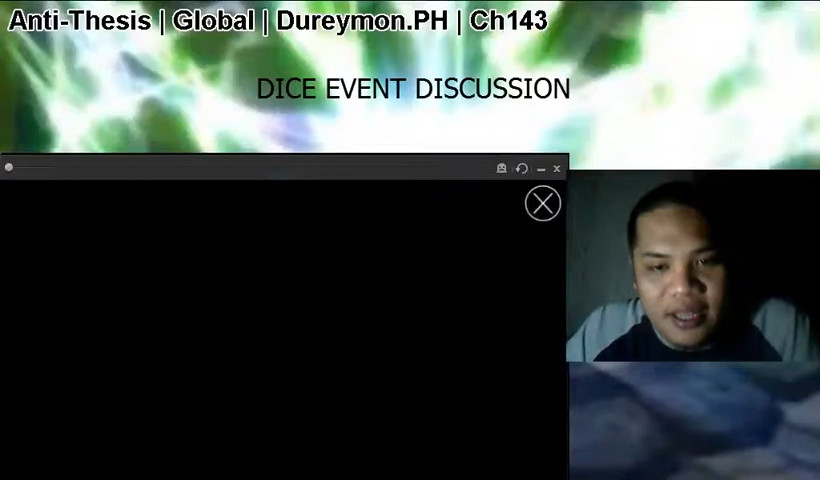 Anti-Thesis | Global | Dureymon.PH | Ch143
DICE EVENT DISCUSSION